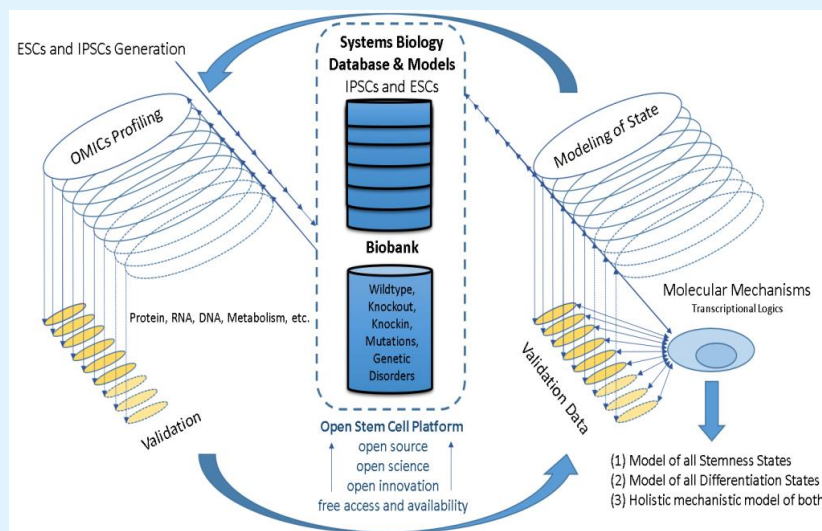 ESCs and IPSCs Generation
OMICs Profiling
Protein, RNA, DNA, Metabolism, etc.
Validation
Systems Biology
Database & Models
IPSCs and ESCs
Biobank
Wildtype,
Knockout,
Knockin,
Mutations,
Genetic
Disorders
Open Stem Cell Platform
open source
open science
open innovation
free access and availability
Modeling of State
Molecular Mechanisms
Transcriptional Logics
Validation Data
(1) Model of all Stemness States
(2) Model of all Differentiation States
(3) Holistic mechanistic model of both